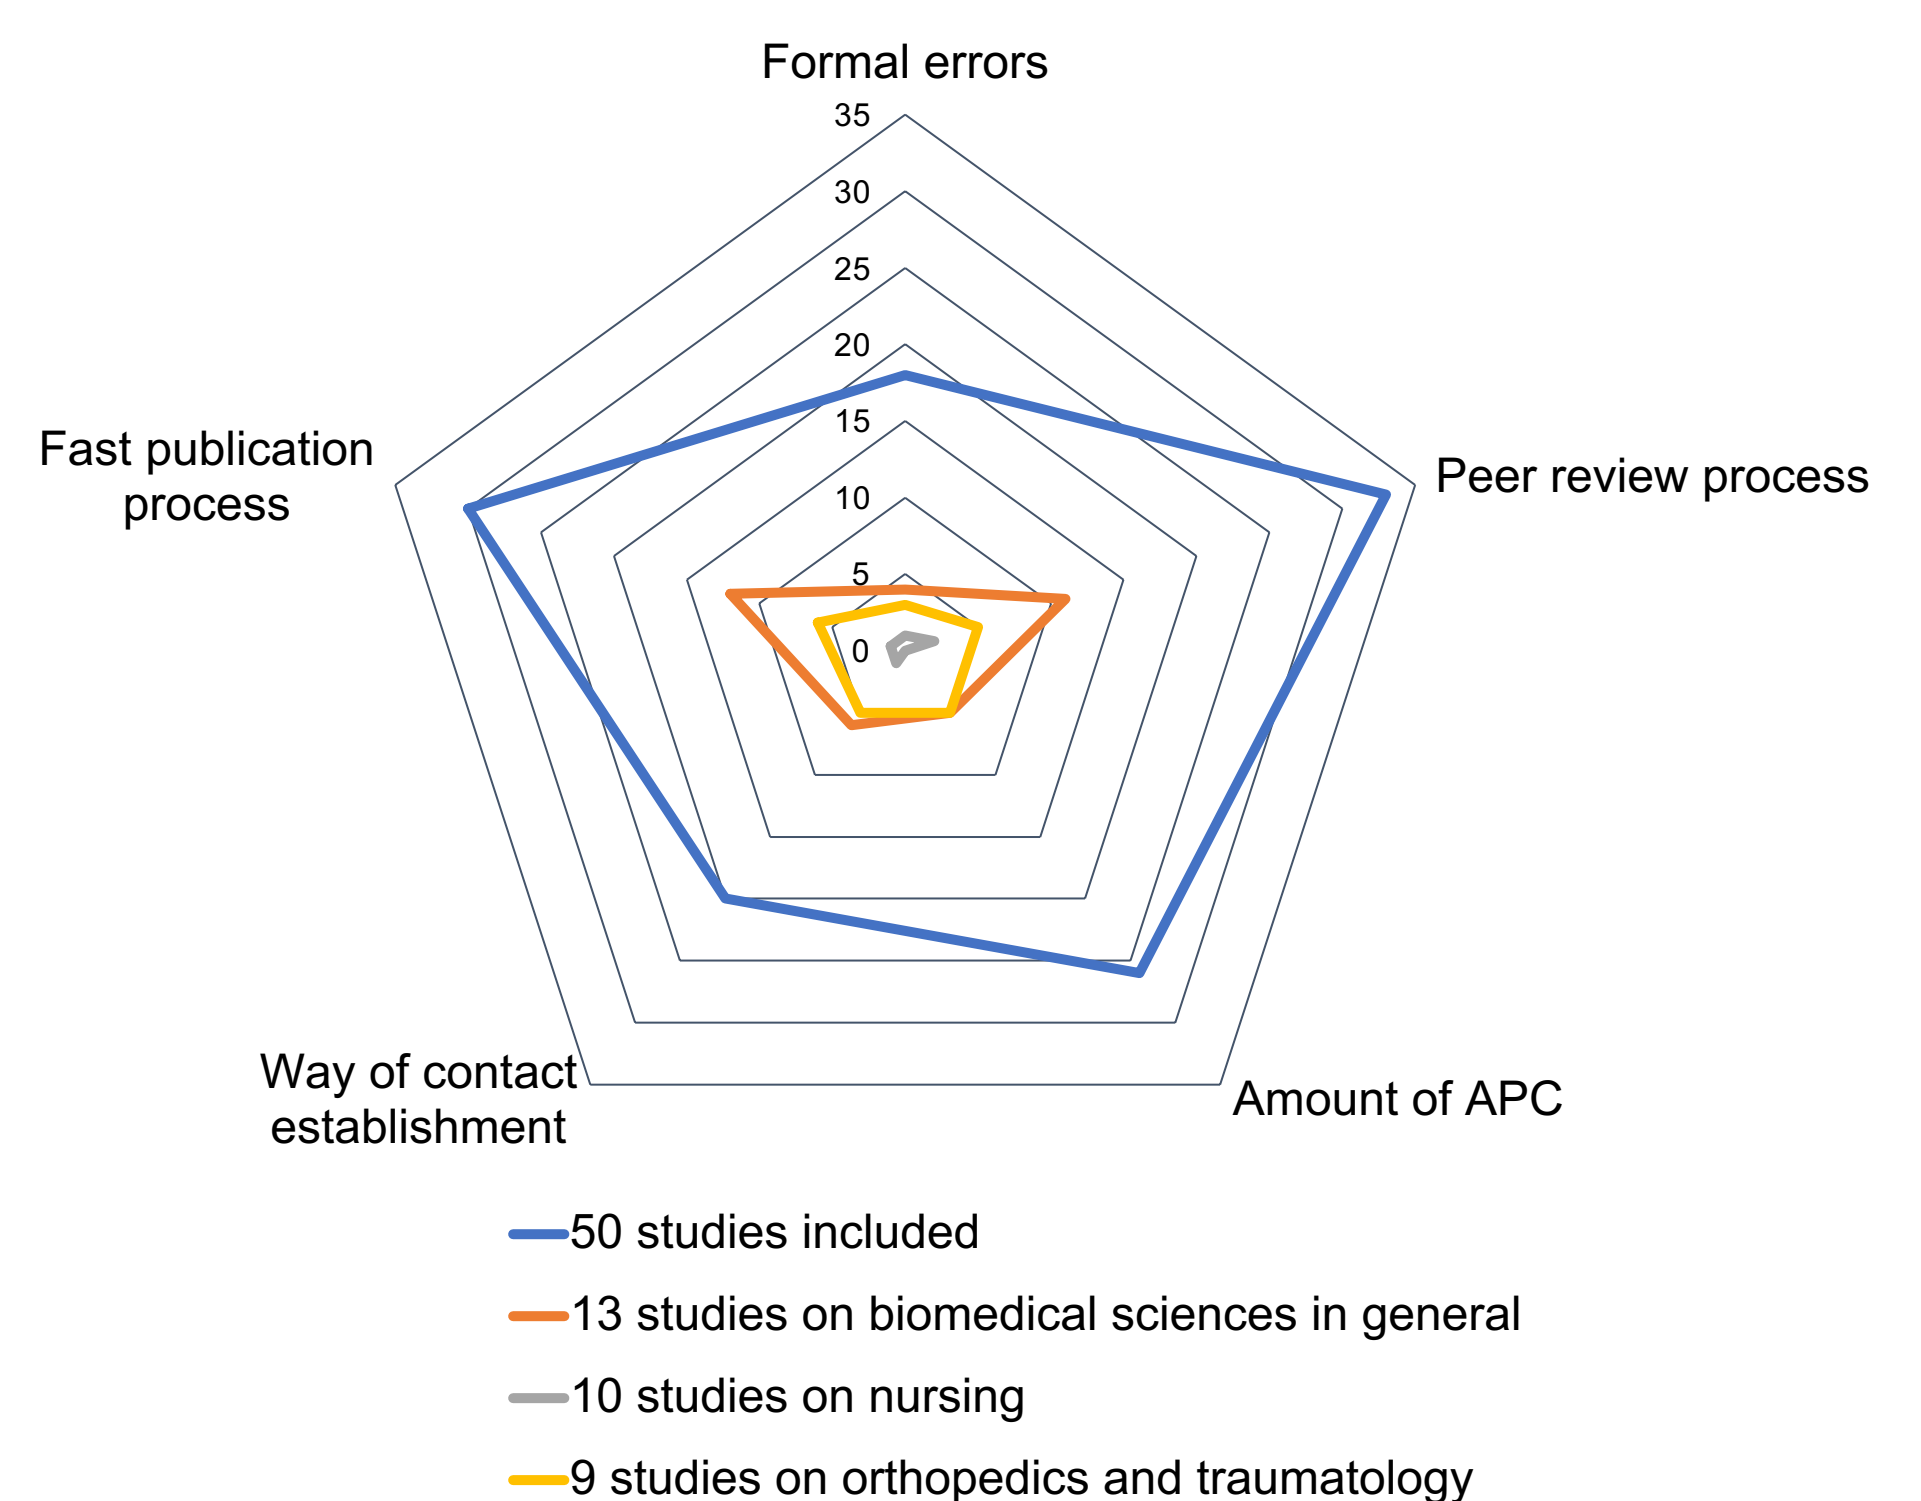 Formal errors
35
30
25
20
15
10
5
0
Fast publication
process
Peer review process
Way of contact
establishment
Amount of APC
50 studies included
13 studies on biomedical sciences in general
10 studies on nursing
9 studies on orthopedics and traumatology